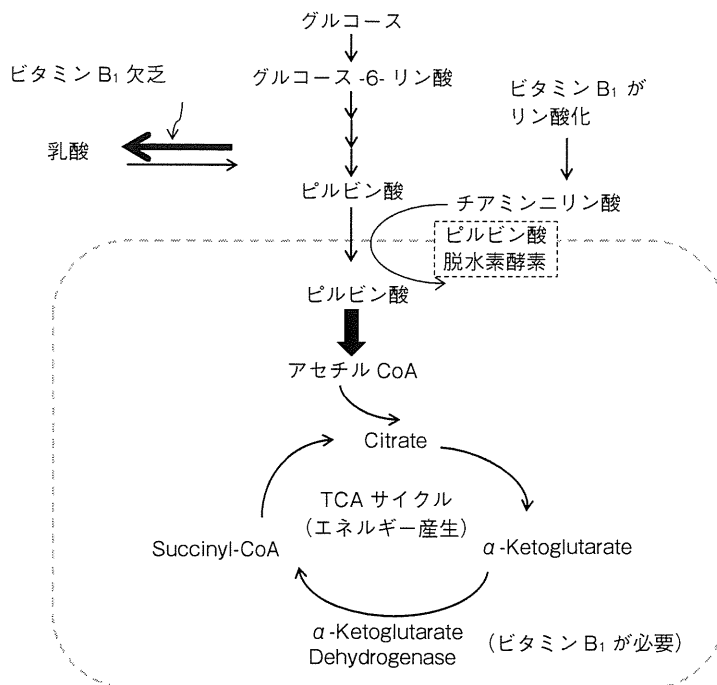 グルコース
ビタミン B₁ 欠乏
グルコース -6- リン酸
ビタミン B₁ が
リン酸化
乳酸
ピルビン酸
チアミンニリン酸
ピルビン酸
脱水素酵素
ピルビン酸
アセチル CoA
Citrate
TCA サイクル
（エネルギー産生）
Succinyl-CoA
α-Ketoglutarate
α-Ketoglutarate
Dehydrogenase
（ビタミン B₁ が必要）